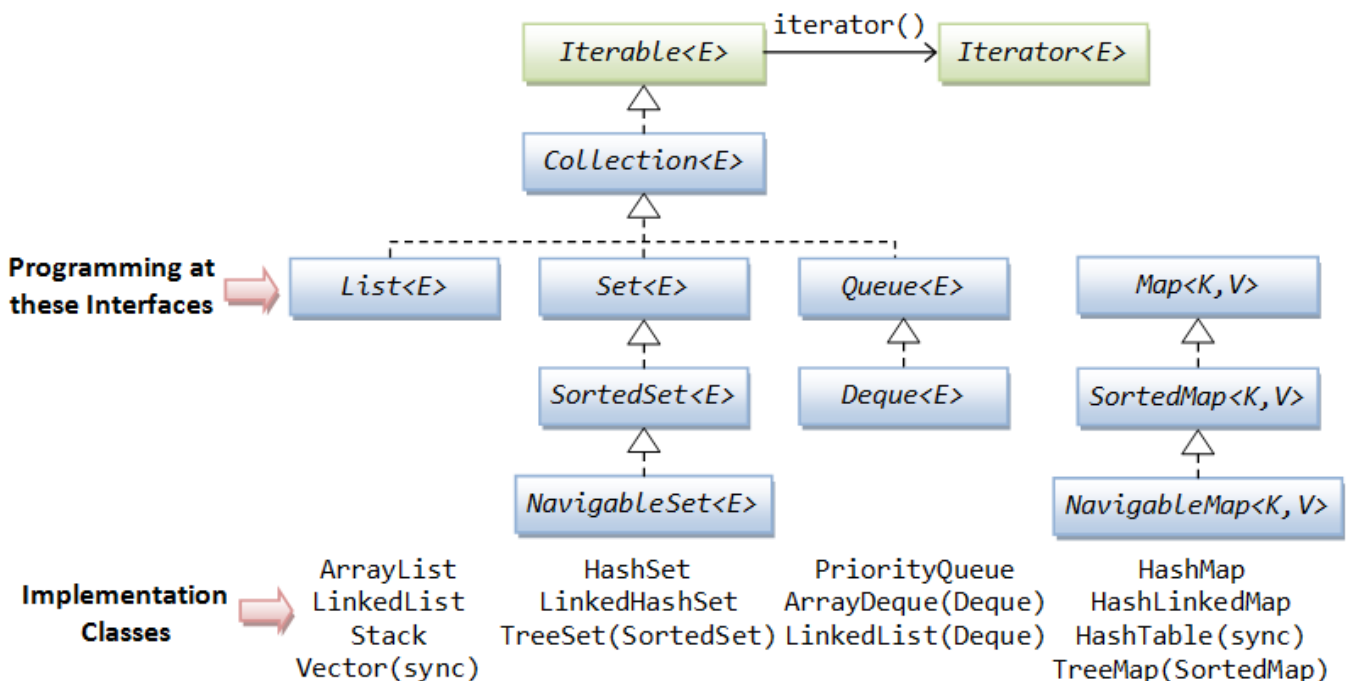 iterator()
Iterable<E>
Iterator<E>
Collection<E>
Programming at
these Interfaces
List<E>
Set<E>
Queue<E>
Map<K,V>
SortedSet<E>
Deque<E>
SortedMap<K,V>
NavigableSet<E>
NavigableMap<K,V>
Implementation
Classes
ArrayList
LinkedList
Stack
Vector(sync)
HashSet
LinkedHashSet
TreeSet(SortedSet)
PriorityQueue
ArrayDeque(Deque)
LinkedList(Deque)
HashMap
HashLinkedMap
HashTable(sync)
TreeMap(SortedMap)